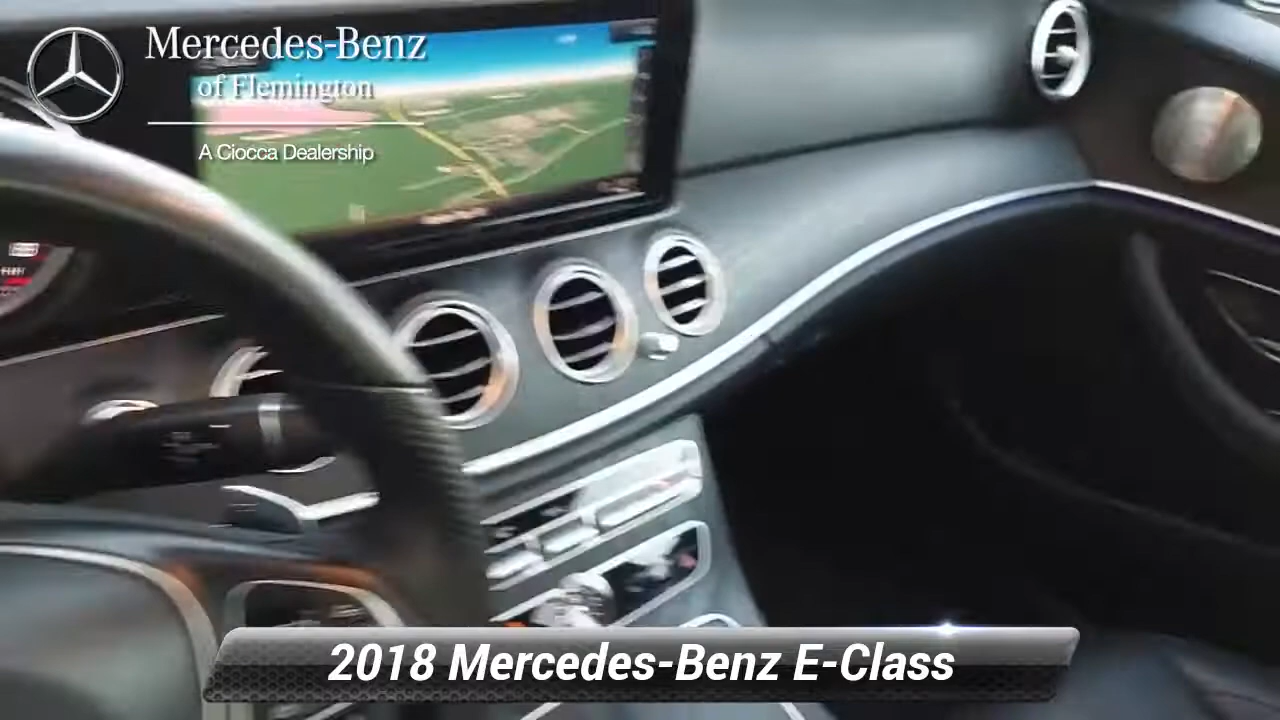 Mercedes-Benz
of Flemington
A Ciocca Dealership
2018 Mercedes-Benz E-Class